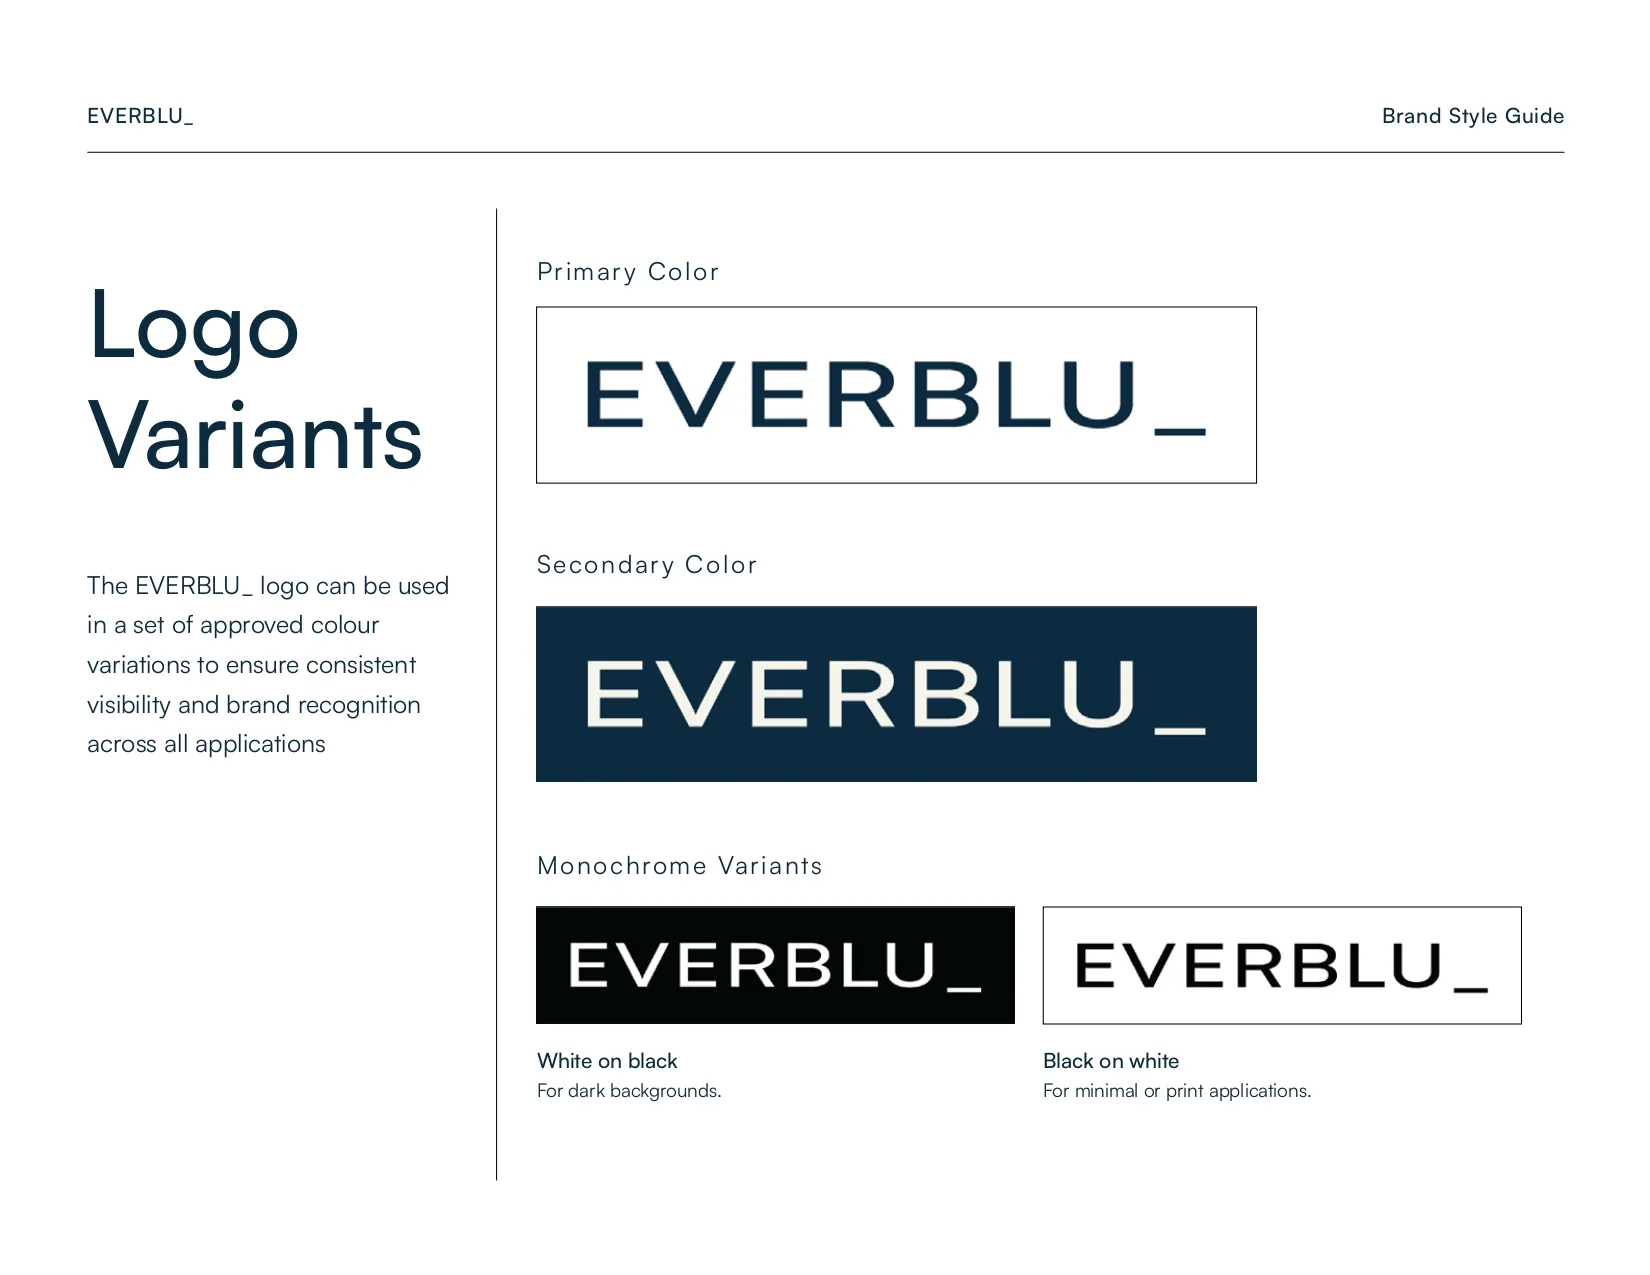 EVERBLU_
Brand Style Guide
Logo
Variants
The EVERBLU_ logo can be used
in a set of approved colour
variations to ensure consistent
visibility and brand recognition
across all applications
Primary Color
EVERBLU_
Secondary Color
EVERBLU_
Monochrome Variants
EVERBLU_
White on black
For dark backgrounds.
EVERBLU_
Black on white
For minimal or print applications.